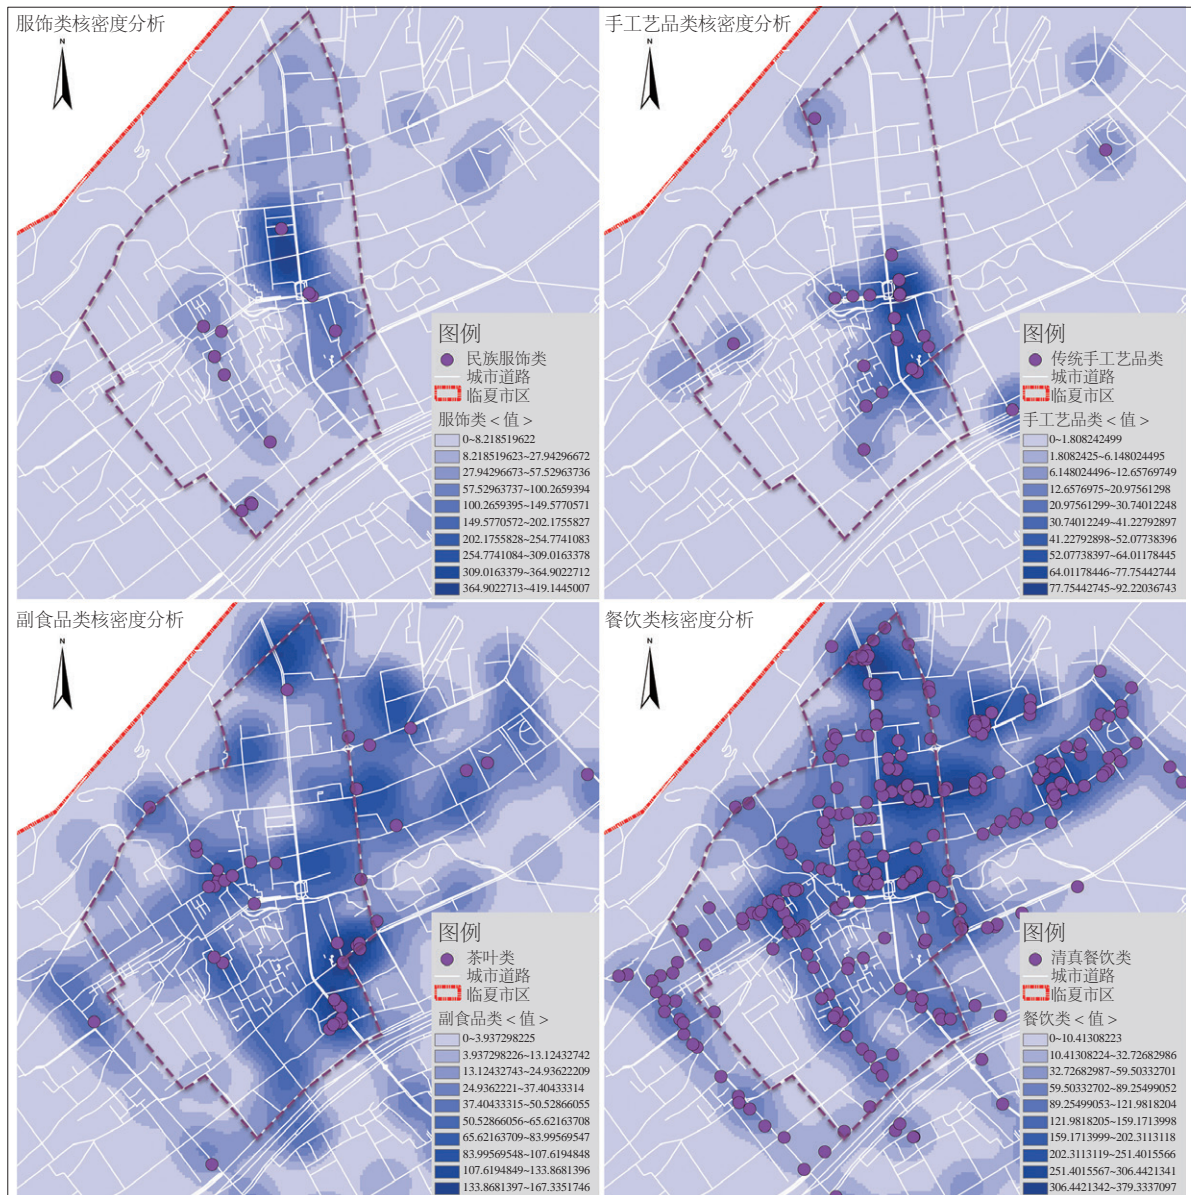 服饰类核密度分析
N
图例
民族服饰类
城市道路
临夏市区
服饰类＜值＞
0~8.218519622
8.218519623~27.94296672
27.94296673~57.52963736
57.52963737~100.2659394
100.2659395~149.5770571
149.5770572~202.1755827
202.1755828~254.7741083
254.7741084~309.0163378
309.0163379~364.9022712
364.9022713~419.1445007
手工艺品类核密度分析
N
图例
传统手工艺品类
城市道路
临夏市区
手工艺品类＜值＞
0~1.808242499
1.8082425~6.148024495
6.148024496~12.65769749
12.6576975~20.97561298
20.97561299~30.74012248
30.74012249~41.22792897
41.22792898~52.07738396
52.07738397~64.01178445
64.01178446~77.75442744
77.75442745~92.22036743
副食品类核密度分析
N
图例
茶叶类
城市道路
临夏市区
副食品类＜值＞
0~3.937298225
3.937298226~13.12432742
13.12432743~24.93622209
24.9362221~37.40433314
37.40433315~50.52866055
50.52866056~65.62163708
65.62163709~83.99569547
83.99569548~107.6194848
107.6194849~133.8681396
133.8681397~167.3351746
餐饮类核密度分析
N
图例
清真餐饮类
城市道路
临夏市区
餐饮类＜值＞
0~10.41308223
10.41308224~32.72682986
32.72682987~59.50332701
59.50332702~89.25499052
89.25499053~121.9818204
121.9818205~159.1713998
159.1713999~202.3113118
202.3113119~251.4015566
251.4015567~306.4421341
306.4421342~379.3337097